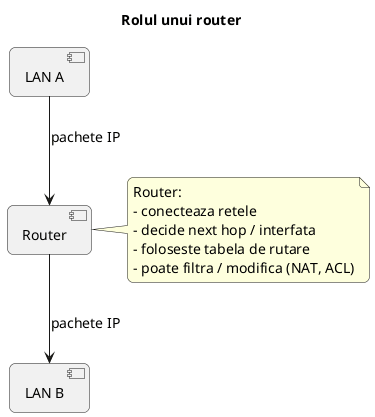 Rolul unui router
LAN A
pachete IP
Router
Router:
- conecteaza retele
- decide next hop / interfata
- foloseste tabela de rutare
- poate filtra / modifica (NAT, ACL)
pachete IP
LAN B